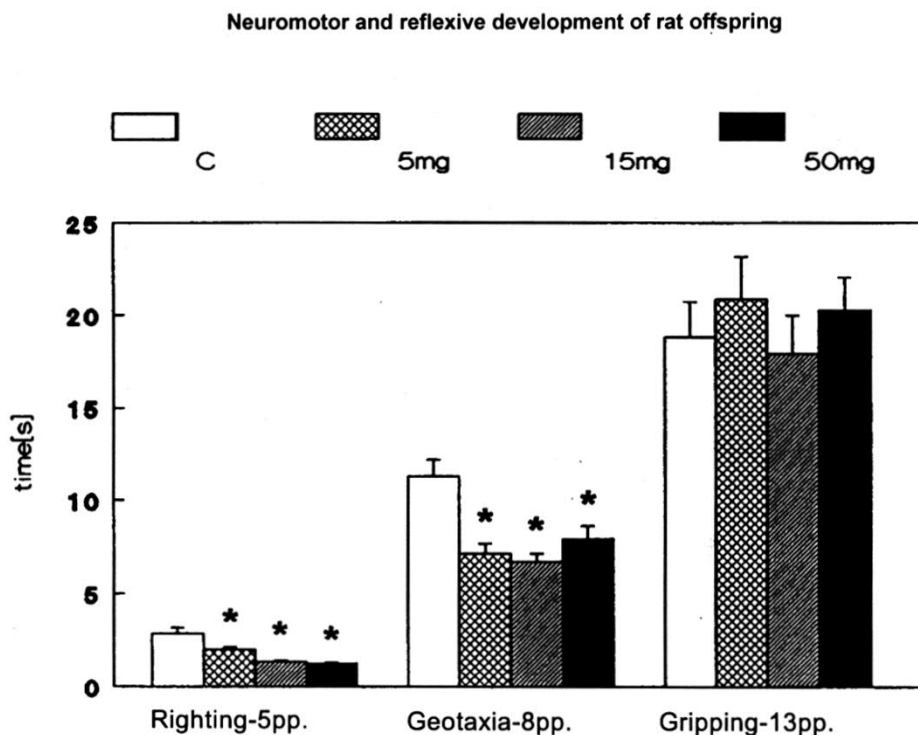 Neuromotor and reflexive development of rat offspring
C 5mg 15mg 50mg
25
20
15
10
5
0
time[s]
* * *
* * *
Righting-5pp. Geotaxia-8pp. Gripping-13pp.